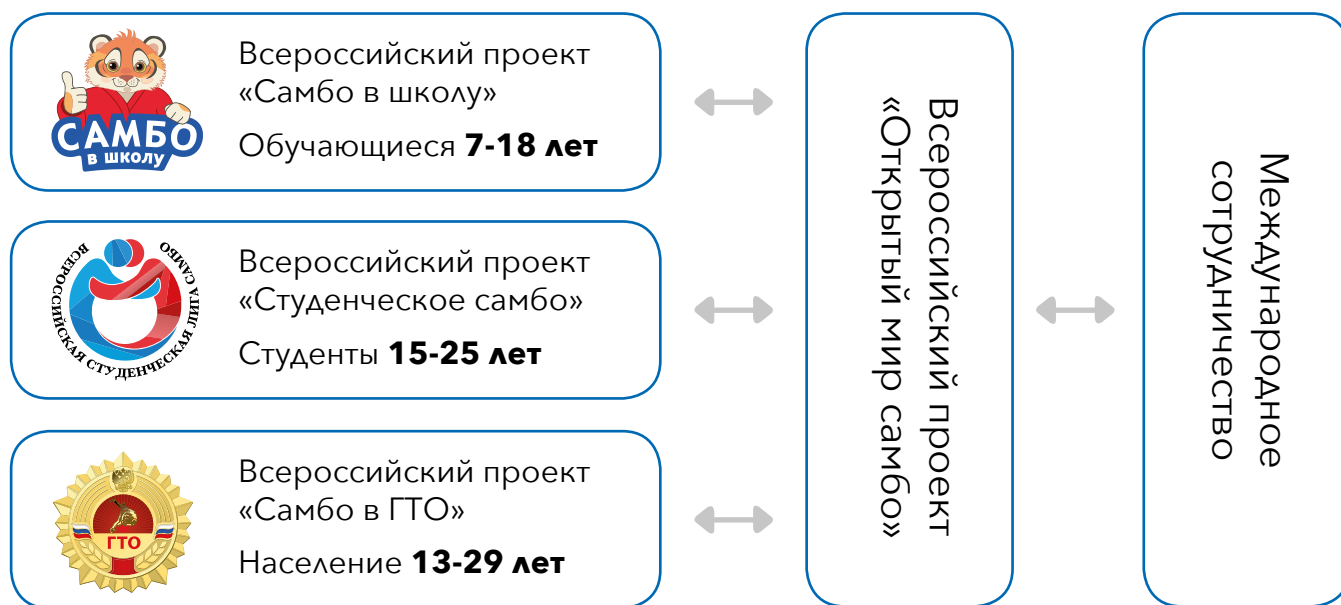 САМБО
В ШКОЛУ
Всероссийский проект
«Самбо в школу»
Обучающиеся 7-18 лет
ВСЕРОССИЙСКАЯ СТУДЕНЧЕСКАЯ ЛИГА САМБО
Всероссийский проект
«Студенческое самбо»
Студенты 15-25 лет
ГТО
Всероссийский проект
«Самбо в ГТО»
Население 13-29 лет
Всероссийский проект
«Открытый мир самбо»
Международное
сотрудничество